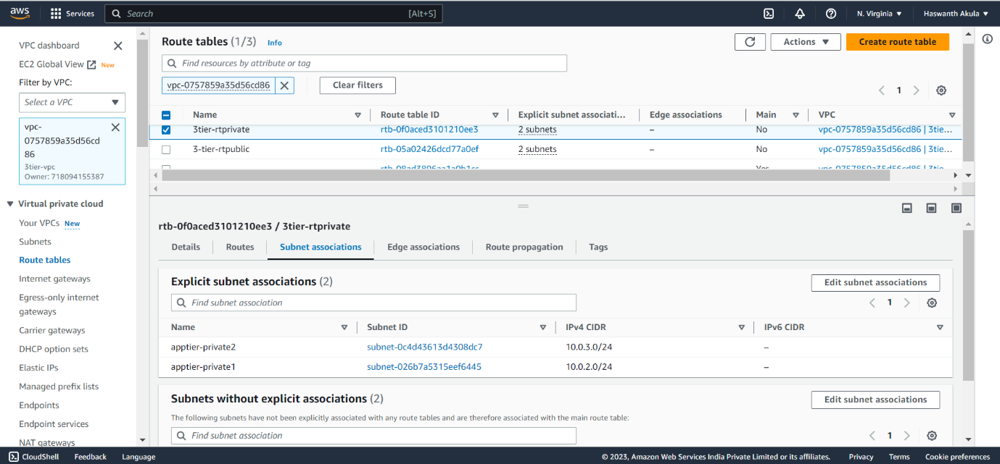 aws Services Search [Alt+S] N. Virginia Haswanth Akula
VPC dashboard
EC2 Global View New
Filter by VPC:
Select a VPC
vpc-
0757859a35d56cd
86
3tier-vpc
Owner: 718094155387
Virtual private cloud
Your VPCs New
Subnets
Route tables
Internet gateways
Egress-only internet
gateways
Carrier gateways
DHCP option sets
Elastic IPs
Managed prefix lists
Endpoints
Endpoint services
NAT gateways
Route tables (1/3) Info
Actions
Create route table
Find resources by attribute or tag
vpc-0757859a35d56cd86
Clear filters
1
Name Route table ID Explicit subnet associati... Edge associations Main VPC
3tier-rtprivate rtb-0f0aced3101210ee3 2 subnets – No vpc-0757859a35d56cd86 | 3tie...
3-tier-rtpublic rtb-05a02426dcd77a0ef 2 subnets – No vpc-0757859a35d56cd86 | 3tie...
rtb-08ad3896aa1a0b1cc Yes vpc-0757859a35d56cd86 | 3tie...
rtb-0f0aced3101210ee3 / 3tier-rtprivate
Details Routes Subnet associations Edge associations Route propagation Tags
Explicit subnet associations (2)
Edit subnet associations
Find subnet association
1
Name Subnet ID IPv4 CIDR IPv6 CIDR
apptier-private2 subnet-0c4d43613d4308dc7 10.0.3.0/24 –
apptier-private1 subnet-026b7a5315eef6445 10.0.2.0/24 –
Subnets without explicit associations (2)
Edit subnet associations
The following subnets have not been explicitly associated with any route tables and are therefore associated with the main route table:
Find subnet association
1
CloudShell Feedback Language © 2023, Amazon Web Services India Private Limited or its affiliates. Privacy Terms Cookie preferences